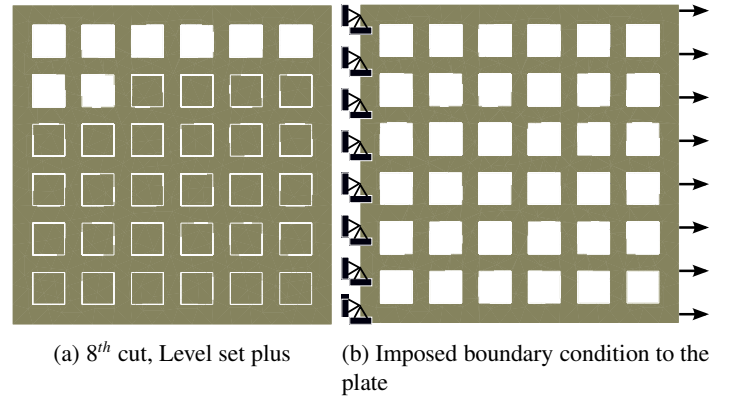 (a) 8th cut, Level set plus
(b) Imposed boundary condition to the
plate